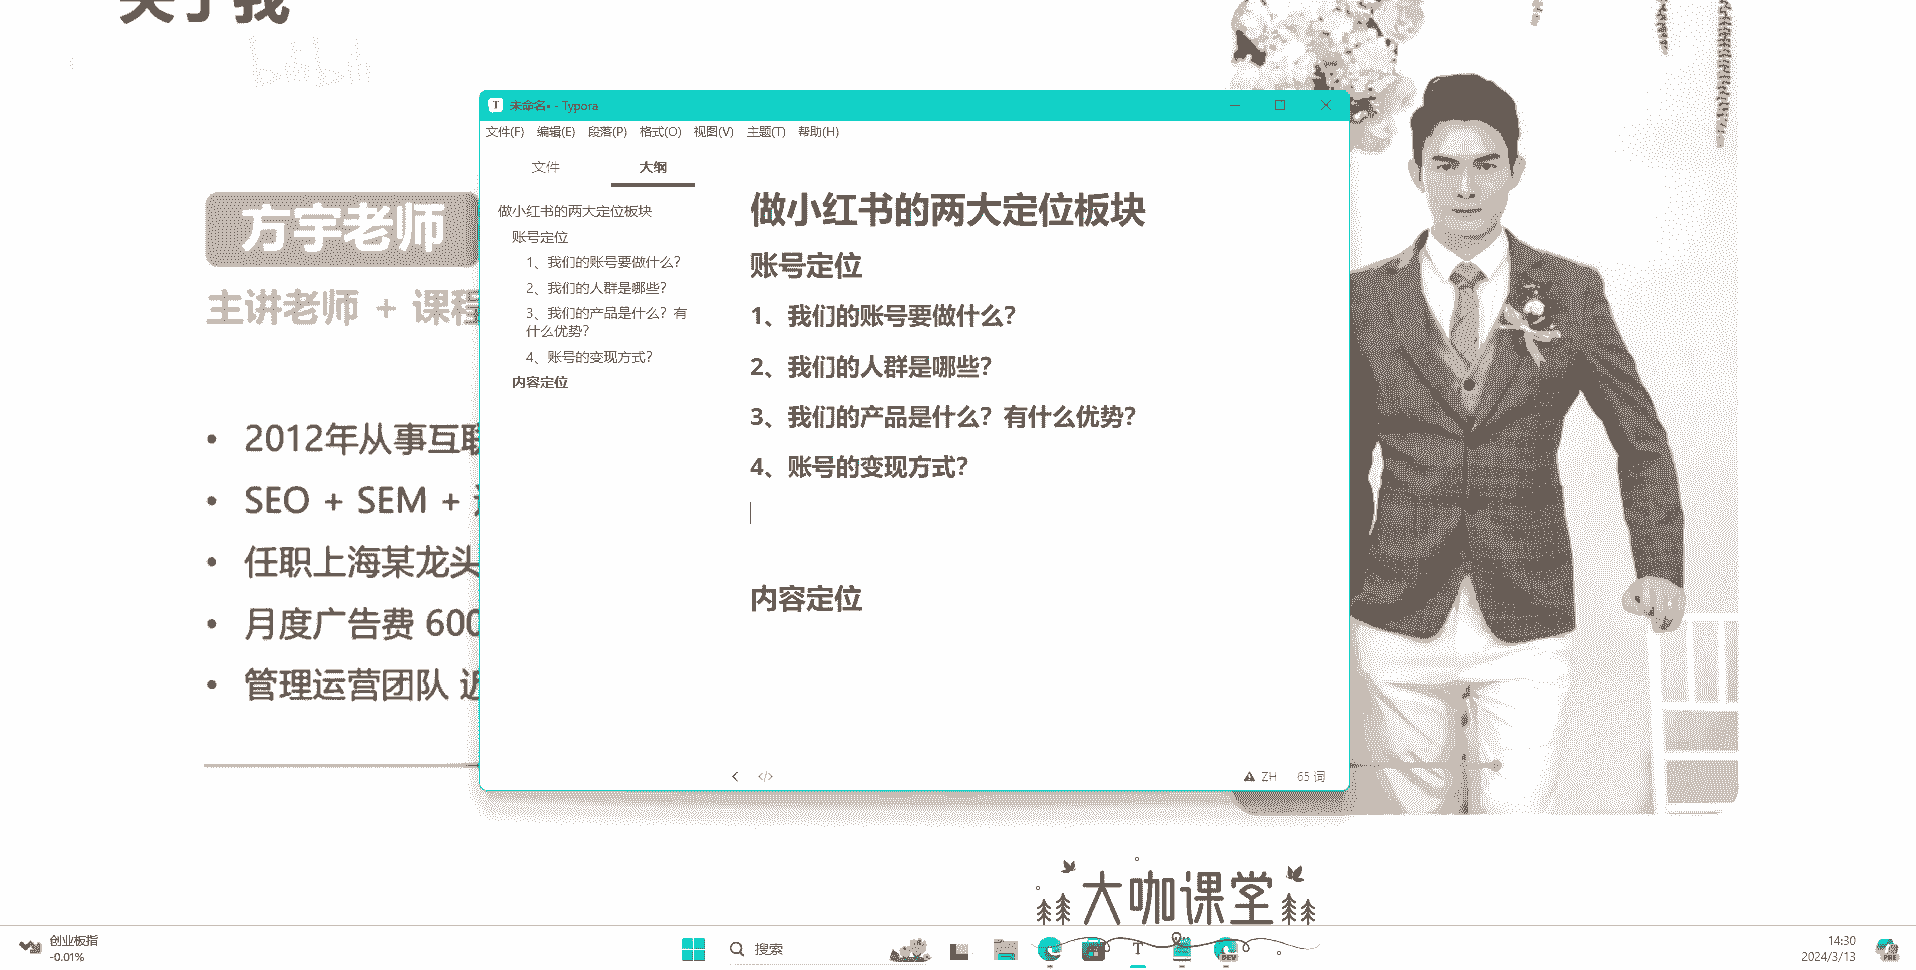 关于我
bilibili
方宇老师
主讲老师 + 课程
• 2012年从事互联
• SEO + SEM +
• 任职上海某龙头
• 月度广告费 600
• 管理运营团队 近
未命名• - Typora
文件(F) 编辑(E) 段落(P) 格式(O) 视图(V) 主题(T) 帮助(H)
文件 大纲
做小红书的两大定位板块
账号定位
1、我们的账号要做什么？
2、我们的人群是哪些？
3、我们的产品是什么？有
什么优势？
4、账号的变现方式？
内容定位
做小红书的两大定位板块
账号定位
1、我们的账号要做什么？
2、我们的人群是哪些？
3、我们的产品是什么？有什么优势？
4、账号的变现方式？
内容定位
</> ZH 65 词
大咖课堂
创业板指
-0.01%
搜索
T
DEV
14:30
2024/3/13
PRE